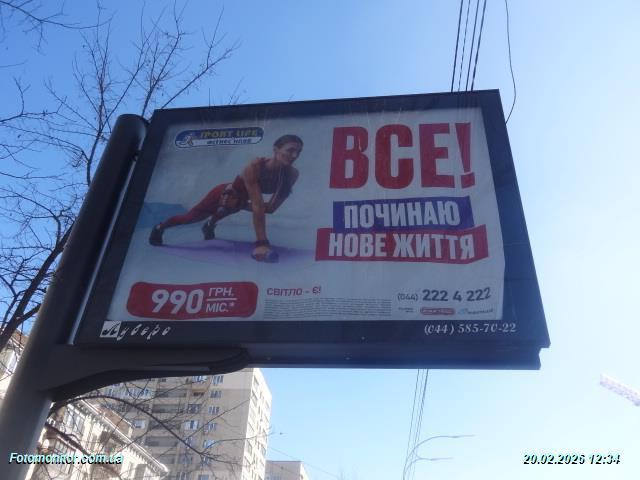 SPORT LIFE
ФІТНЕС КЛУБ
ВСЕ!
ПОЧИНАЮ
НОВЕ ЖИТТЯ
990 ГРН.
МІС.*
СВІТЛО - Є!
(044) 222 4 222
(044) 585-70-22
Fotomonitor.com.ua
20.02.2026 12:34